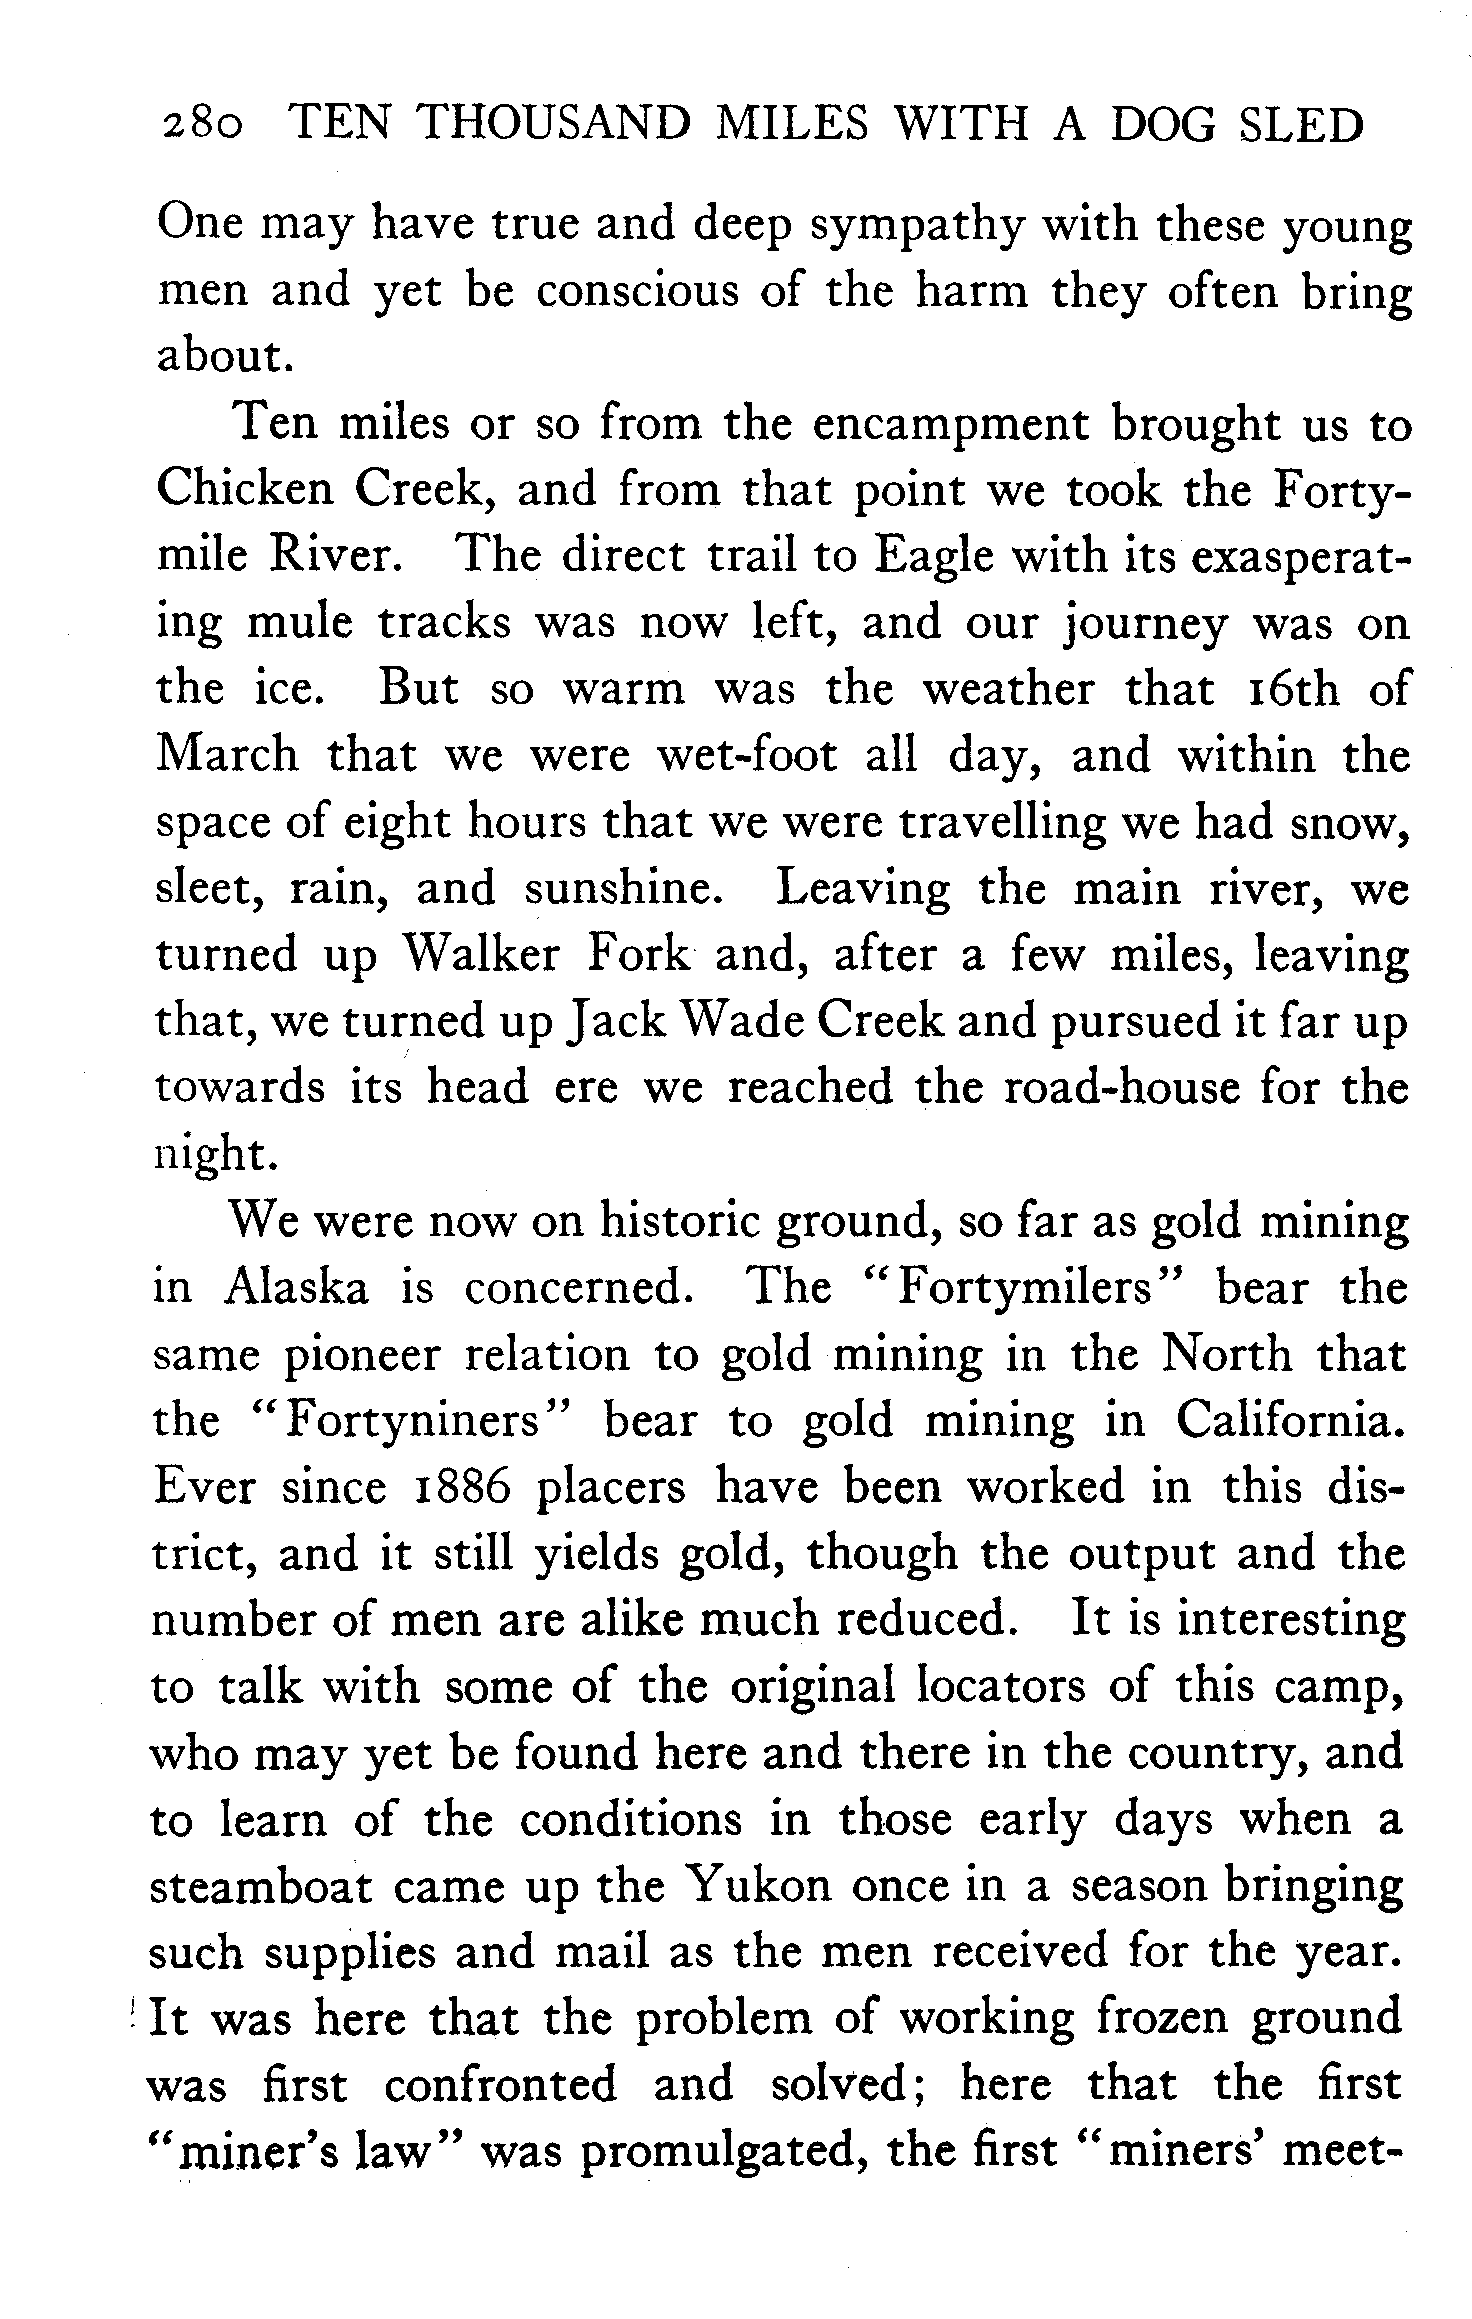 280 TEN THOUSAND MILES WITH A DOG SLED
One may have true and deep sympathy with these young
men and yet be conscious of the harm they often bring
about.
Ten miles or so from the encampment brought us to
Chicken Creek, and from that point we took the Forty-
mile River. The direct trail to Eagle with its exasperat-
ing mule tracks was now left, and our journey was on
the ice. But so warm was the weather that 16th of
March that we were wet-foot all day, and within the
space of eight hours that we were travelling we had snow,
sleet, rain, and sunshine. Leaving the main river, we
turned up Walker Fork and, after a few miles, leaving
that, we turned up Jack Wade Creek and pursued it far up
towards its head ere we reached the road-house for the
night.
We were now on historic ground, so far as gold mining
in Alaska is concerned. The “Fortymilers” bear the
same pioneer relation to gold mining in the North that
the “Fortyniners” bear to gold mining in California.
Ever since 1886 placers have been worked in this dis-
trict, and it still yields gold, though the output and the
number of men are alike much reduced. It is interesting
to talk with some of the original locators of this camp,
who may yet be found here and there in the country, and
to learn of the conditions in those early days when a
steamboat came up the Yukon once in a season bringing
such supplies and mail as the men received for the year.
It was here that the problem of working frozen ground
was first confronted and solved; here that the first
“miner’s law” was promulgated, the first “miners’ meet-